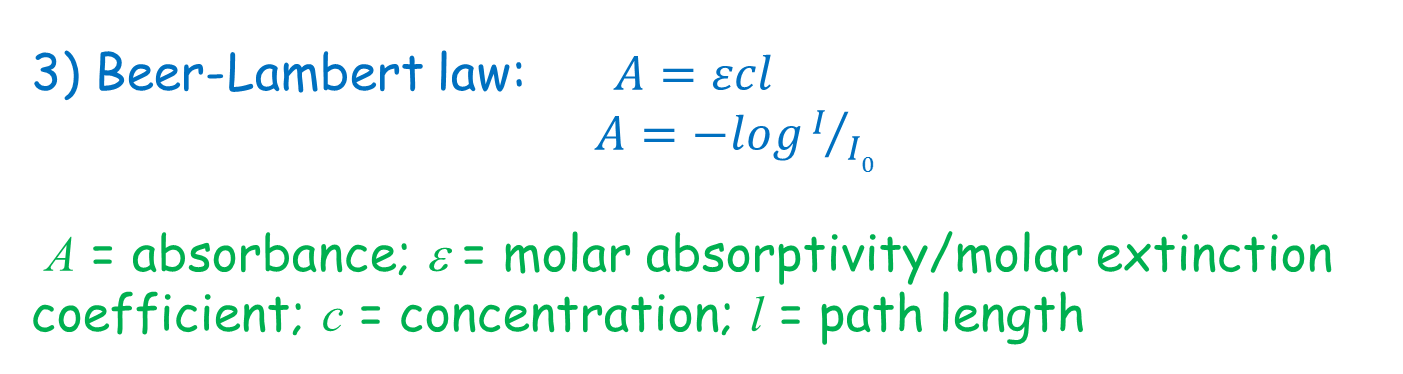 3) Beer-Lambert law: A = εcl
A = −log I/I₀
A = absorbance; ε = molar absorptivity/molar extinction
coefficient; c = concentration; l = path length